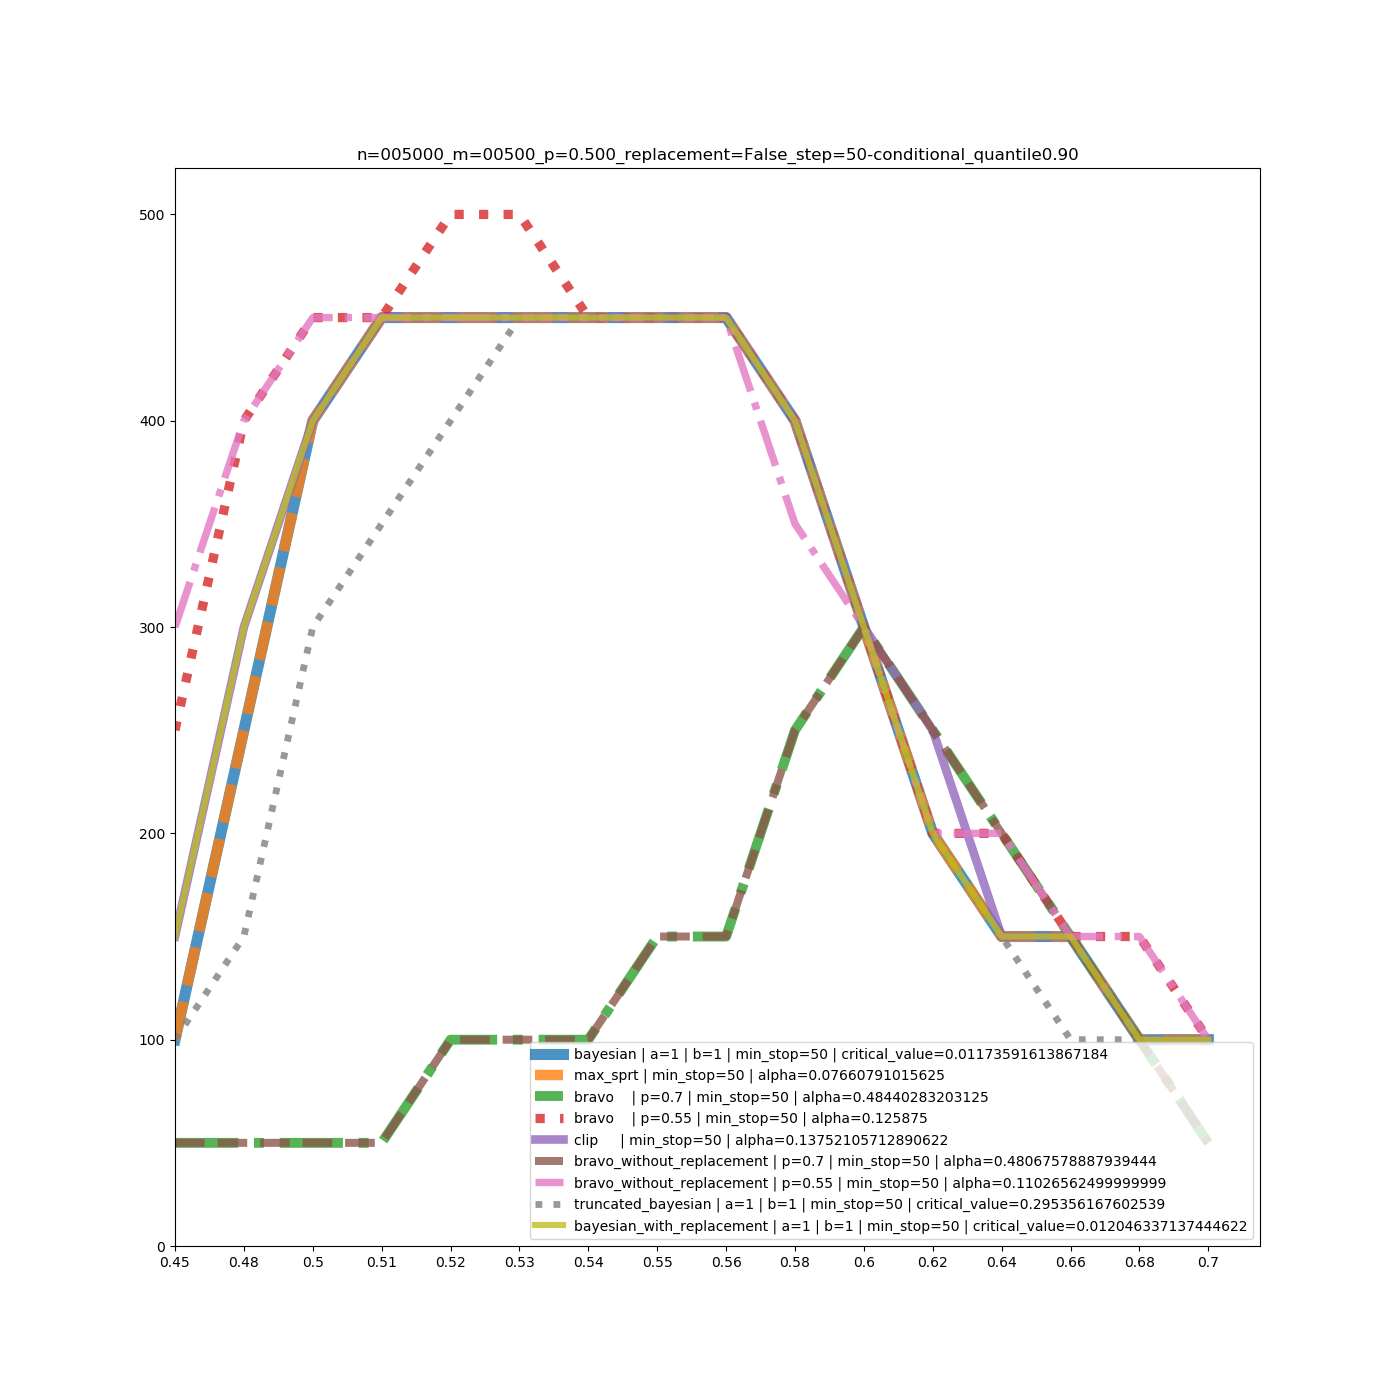 n=005000_m=00500_p=0.500_replacement=False_step=50-conditional_quantile0.90
500
400
300
200
100
0
bayesian | a=1 | b=1 | min_stop=50 | critical_value=0.01173591613867184
max_sprt | min_stop=50 | alpha=0.07660791015625
bravo    | p=0.7 | min_stop=50 | alpha=0.48440283203125
bravo    | p=0.55 | min_stop=50 | alpha=0.125875
clip     | min_stop=50 | alpha=0.13752105712890622
bravo_without_replacement | p=0.7 | min_stop=50 | alpha=0.48067578887939444
bravo_without_replacement | p=0.55 | min_stop=50 | alpha=0.11026562499999999
truncated_bayesian | a=1 | b=1 | min_stop=50 | critical_value=0.295356167602539
bayesian_with_replacement | a=1 | b=1 | min_stop=50 | critical_value=0.012046337137444622
0.45 0.48 0.5 0.51 0.52 0.53 0.54 0.55 0.56 0.58 0.6 0.62 0.64 0.66 0.68 0.7